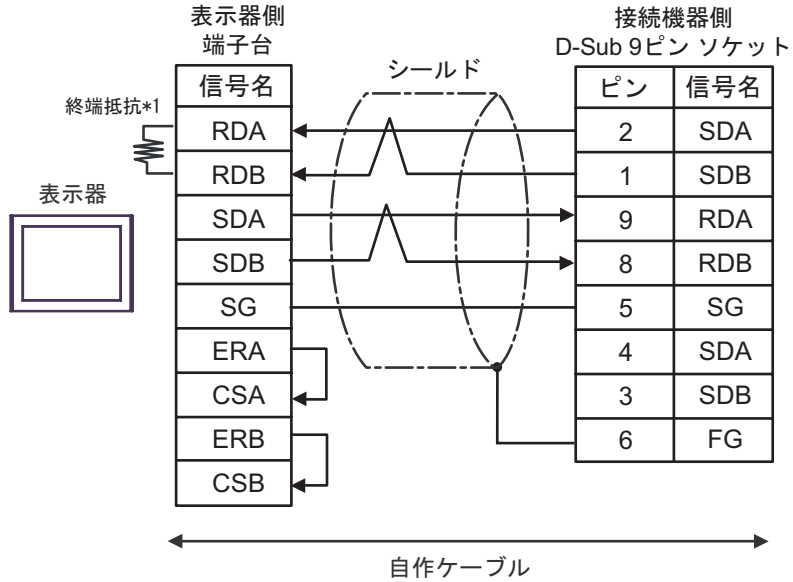 表示器側
端子台
接続機器側
D-Sub 9ピン ソケット
シールド
終端抵抗*1
表示器
信号名
RDA
RDB
SDA
SDB
SG
ERA
CSA
ERB
CSB
ピン 信号名
2 SDA
1 SDB
9 RDA
8 RDB
5 SG
4 SDA
3 SDB
6 FG
自作ケーブル